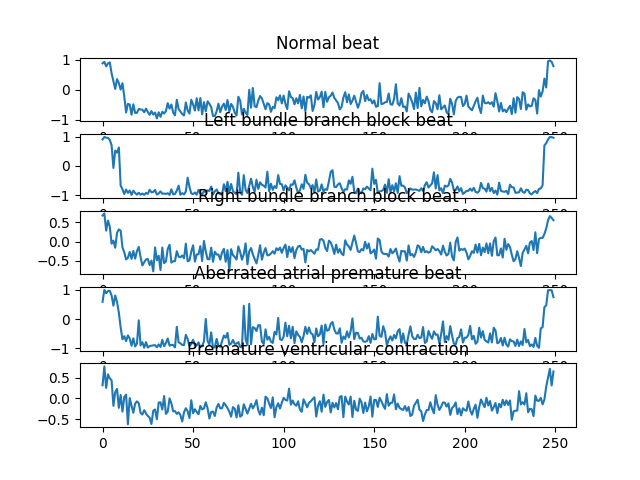 Normal beat
1
0
−1
0 50 100 150 200 250
Left bundle branch block beat
1
0
−1
Right bundle branch block beat
0.5
0.0
−0.5
Aberrated atrial premature beat
1
0
−1
Premature ventricular contraction
0.5
0.0
−0.5
0 50 100 150 200 250